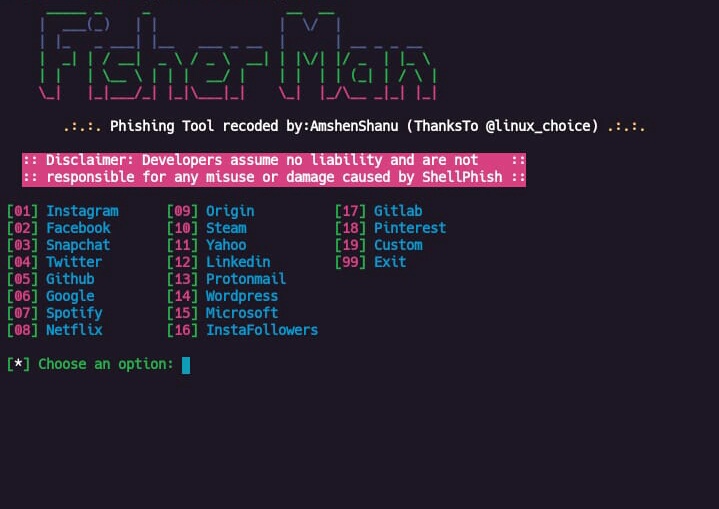 Fisher Man
.:.:. Phishing Tool recoded by:AmshenShanu (ThanksTo @linux_choice) .:.:.
:: Disclaimer: Developers assume no liability and are not ::
:: responsible for any misuse or damage caused by ShellPhish ::
[01] Instagram [09] Origin [17] Gitlab
[02] Facebook [10] Steam [18] Pinterest
[03] Snapchat [11] Yahoo [19] Custom
[04] Twitter [12] Linkedin [99] Exit
[05] Github [13] Protonmail
[06] Google [14] Wordpress
[07] Spotify [15] Microsoft
[08] Netflix [16] InstaFollowers
[*] Choose an option: